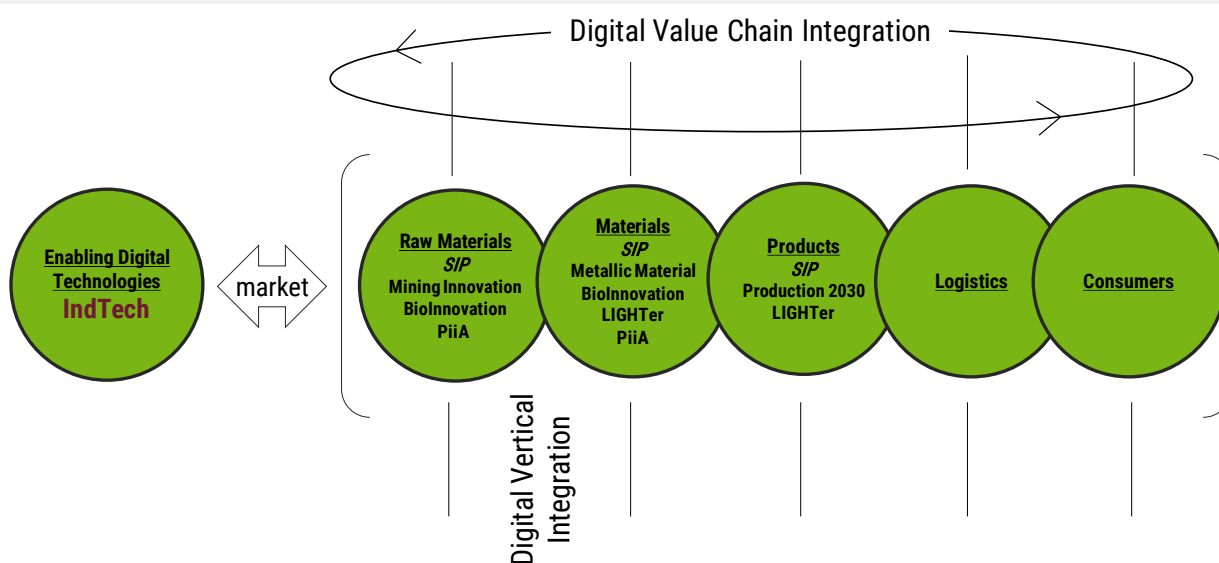 Digital Value Chain Integration
Enabling Digital
Technologies
IndTech
market
Raw Materials
SIP
Mining Innovation
BioInnovation
PiiA
Materials
SIP
Metallic Material
BioInnovation
LIGHTer
PiiA
Products
SIP
Production 2030
LIGHTer
Logistics
Consumers
Digital Vertical
Integration